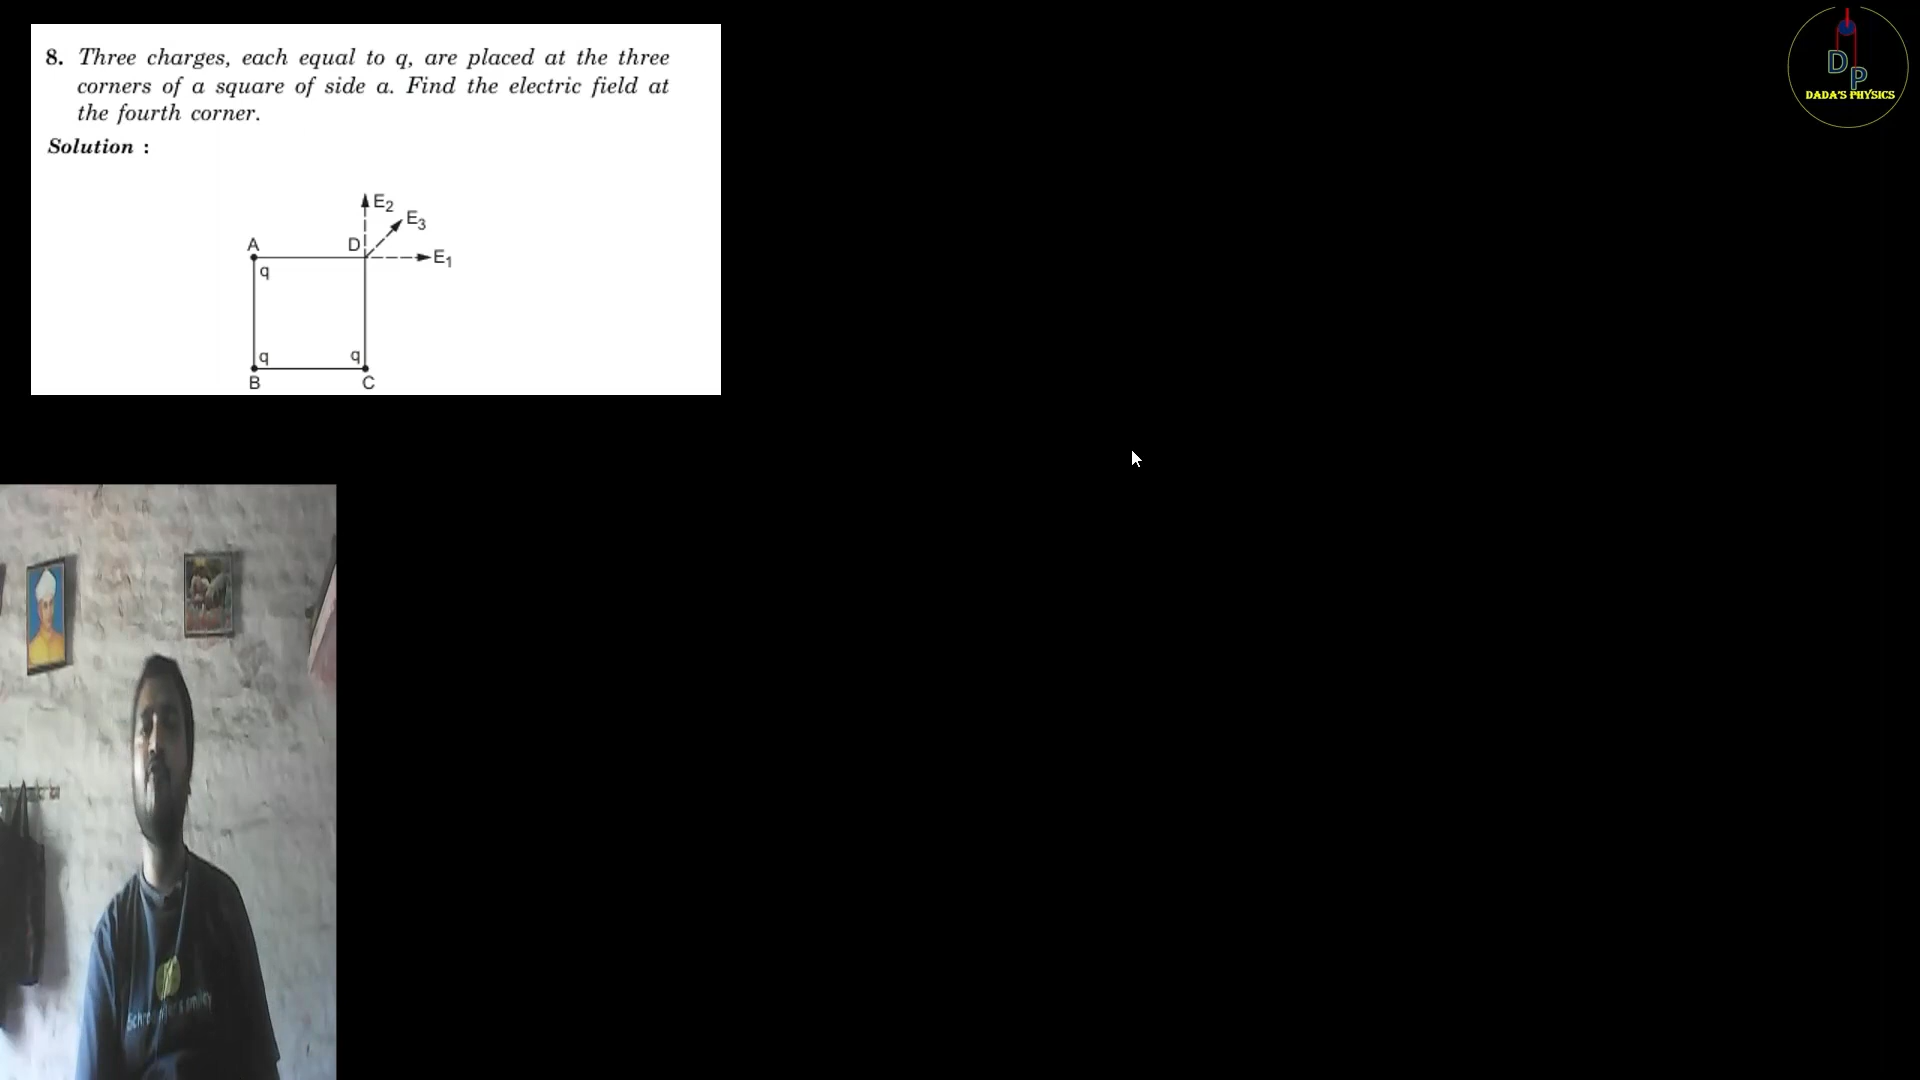 8. Three charges, each equal to q, are placed at the three
corners of a square of side a. Find the electric field at
the fourth corner.
Solution :
E2
E3
A
D
E1
q
q
q
B
C
D
P
DADA'S PHYSICS